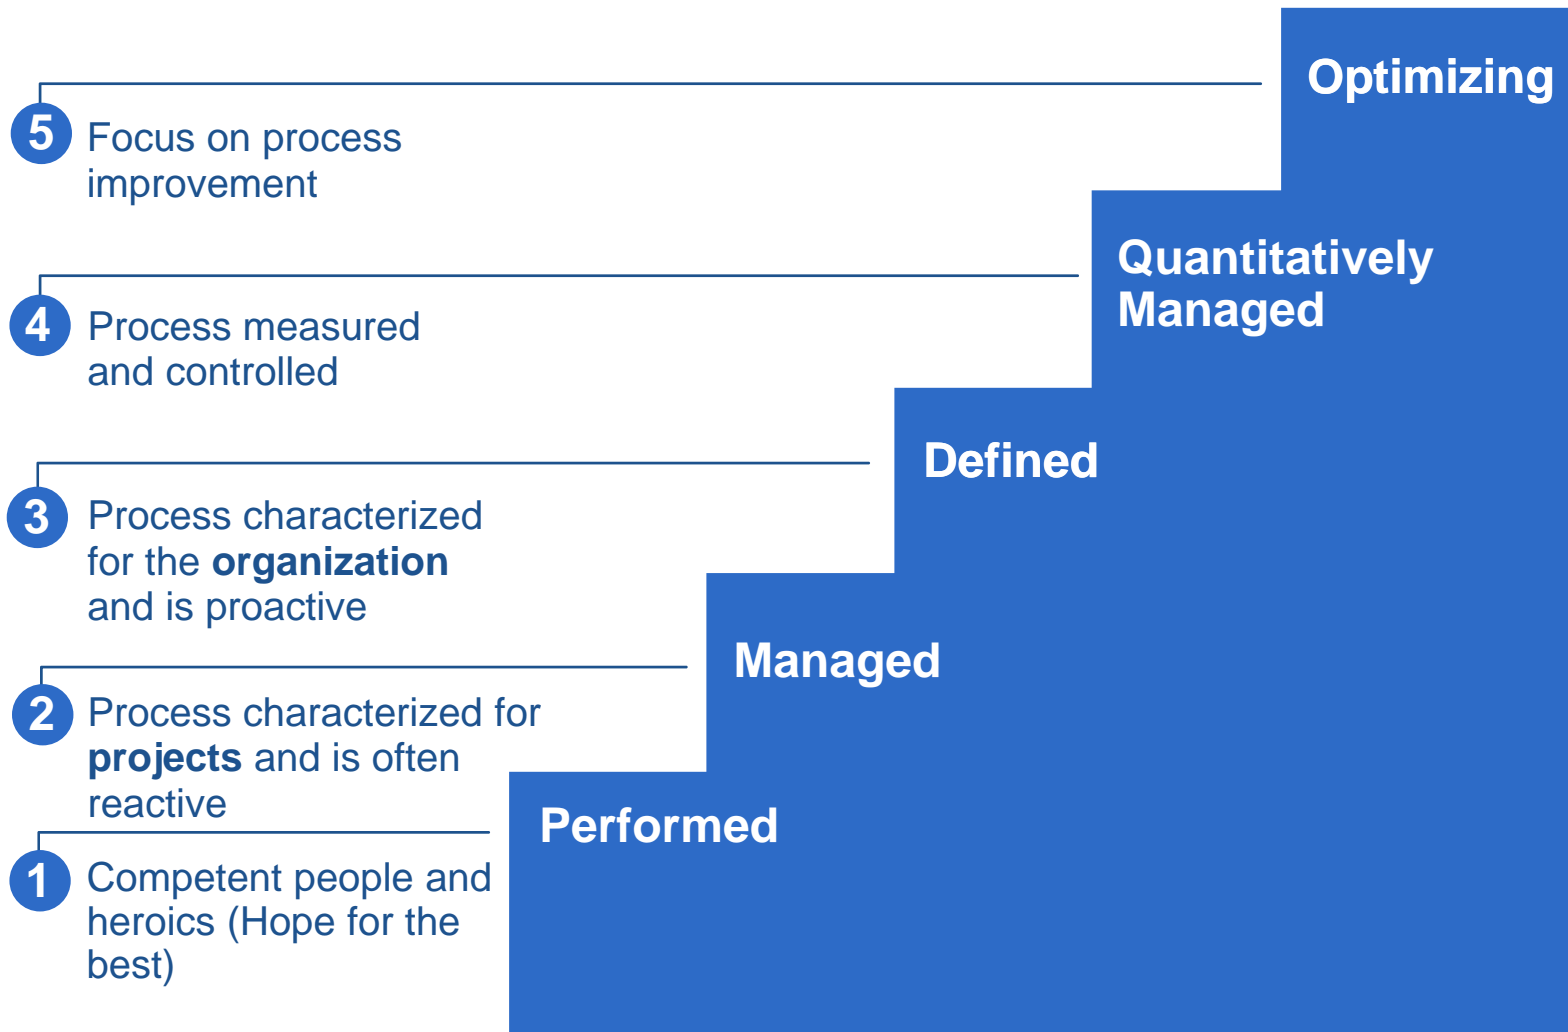 Optimizing
5
Focus on process
improvement
Quantitatively
Managed
4
Process measured
and controlled
Defined
3
Process characterized
for the organization
and is proactive
Managed
2
Process characterized for
projects and is often
reactive
Performed
1
Competent people and
heroics (Hope for the
best)